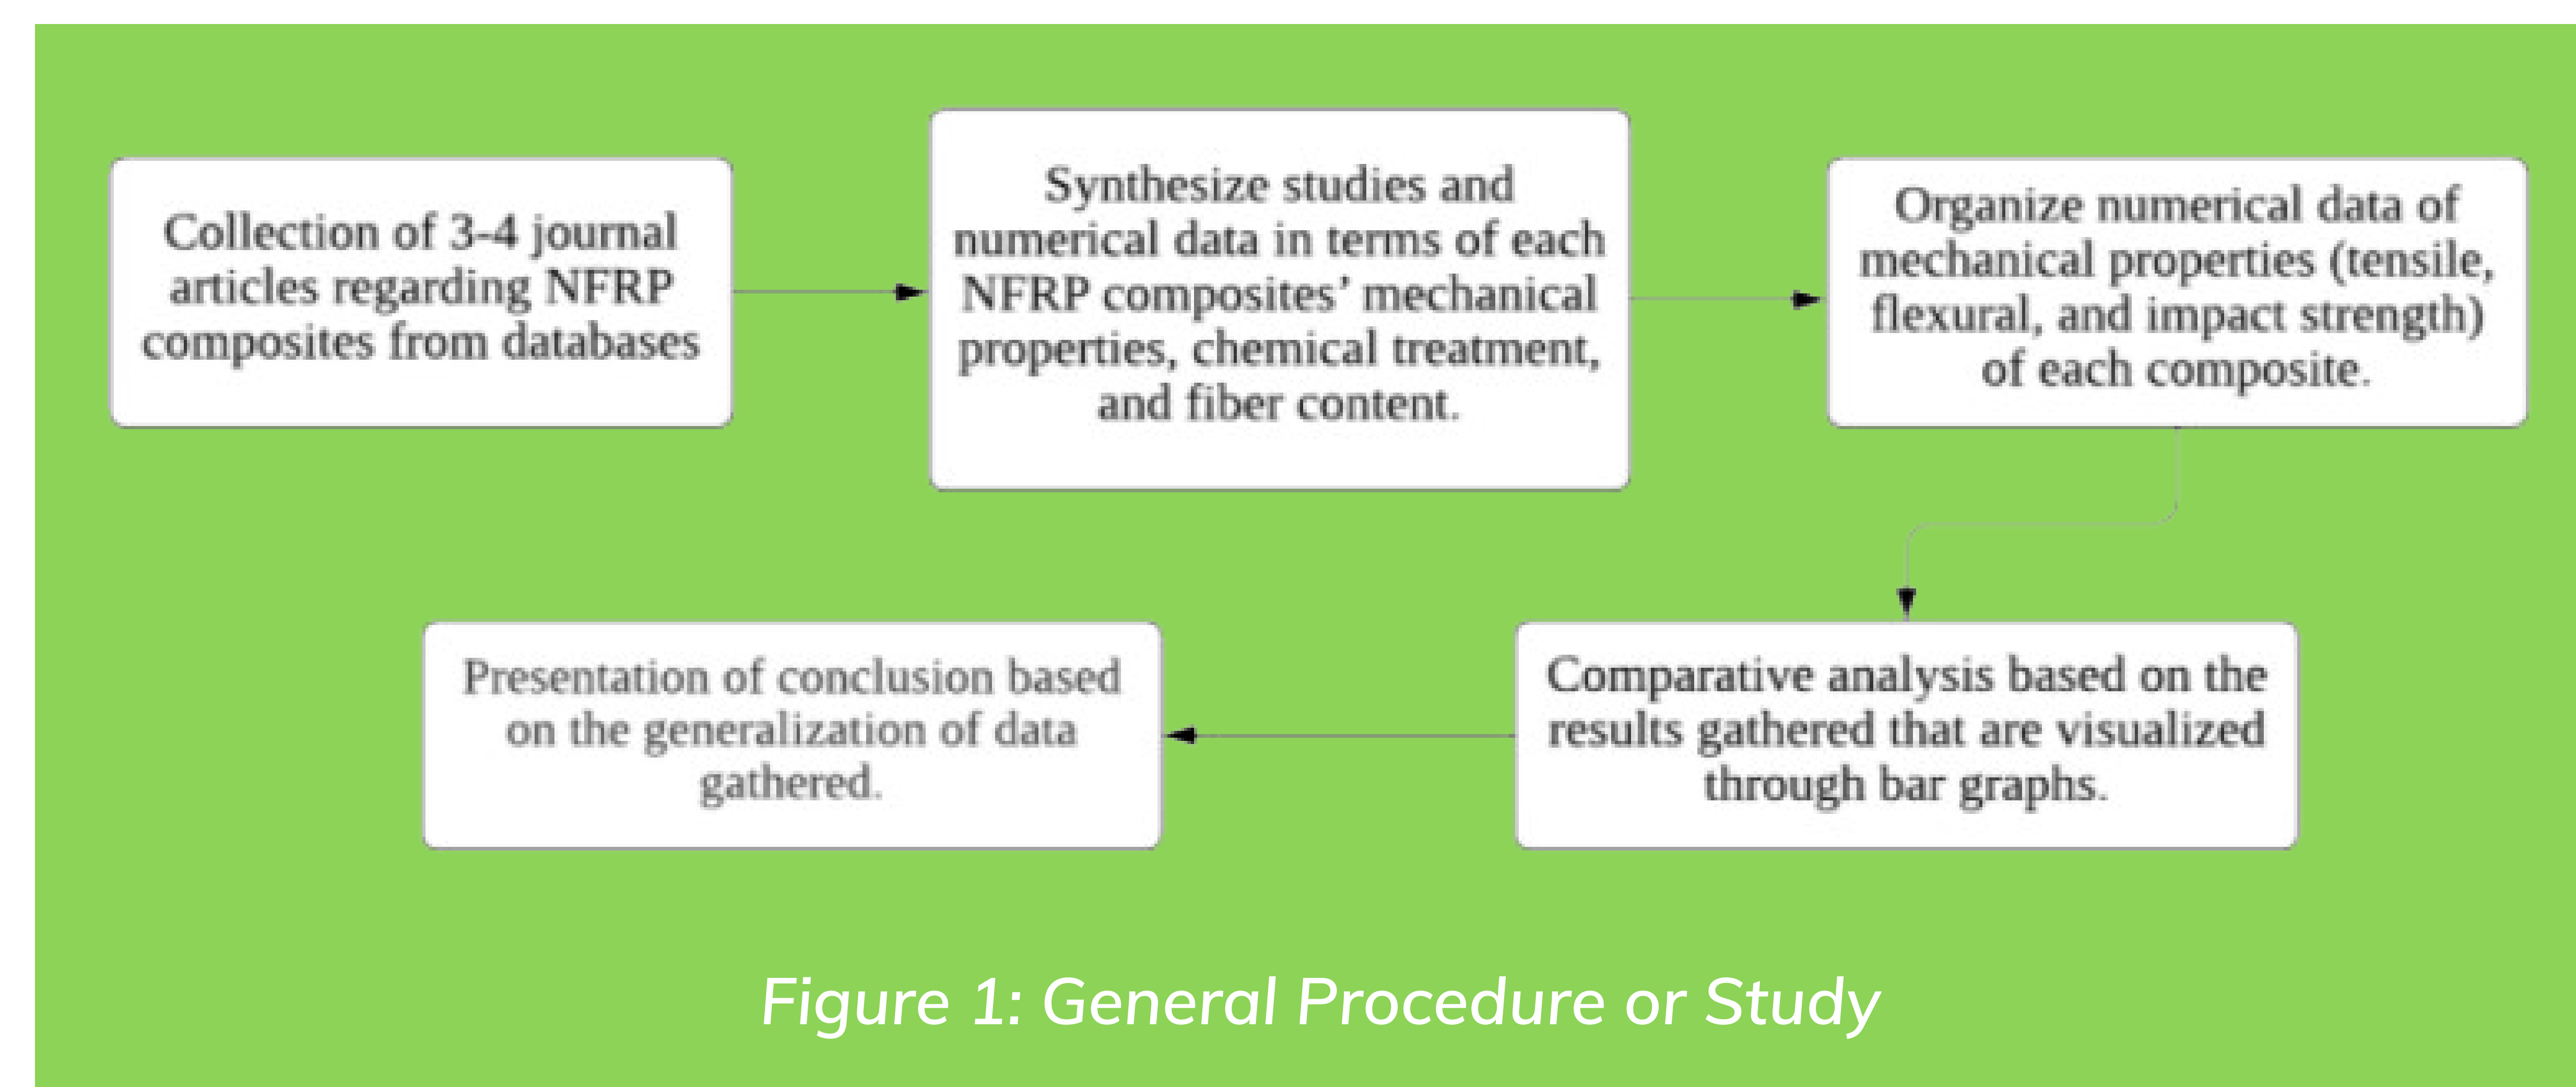 Collection of 3-4 journal
articles regarding NFRP
composites from databases
Synthesize studies and
numerical data in terms of each
NFRP composites’ mechanical
properties, chemical treatment,
and fiber content.
Organize numerical data of
mechanical properties (tensile,
flexural, and impact strength)
of each composite.
Comparative analysis based on the
results gathered that are visualized
through bar graphs.
Presentation of conclusion based
on the generalization of data
gathered.
Figure 1: General Procedure or Study